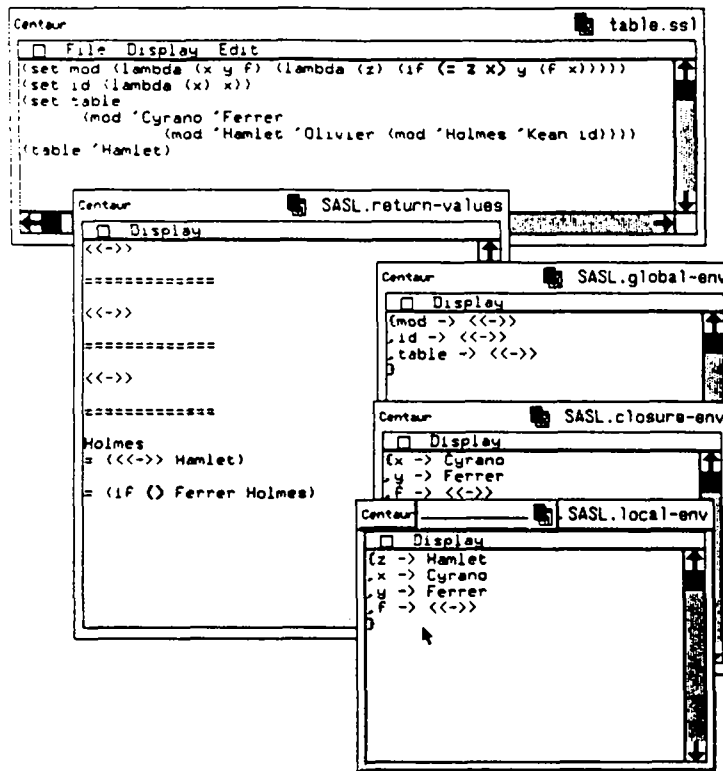 Centaur table.ssl
File Display Edit
(set mod (lambda (x y f) (lambda (z) (if (= z x) y (f x)))))
(set id (lambda (x) x))
(set table
(mod 'Cyrano 'Ferrer
(mod 'Hamlet 'Olivier (mod 'Holmes 'Kean id))))
(table 'Hamlet)
Centaur SASL.return-values
Display
<<->>
=============
<<->>
=============
<<->>
=============
Holmes
= (<<->> Hamlet)
= (if () Ferrer Holmes)
Centaur SASL.global-env
Display
{mod -> <<->>
,id -> <<->>
,table -> <<->>
}
Centaur SASL.closure-env
Display
{x -> Cyrano
,y -> Ferrer
,f -> <<->>
Centaur SASL.local-env
Display
{z -> Hamlet
,x -> Cyrano
,y -> Ferrer
,f -> <<->>
}